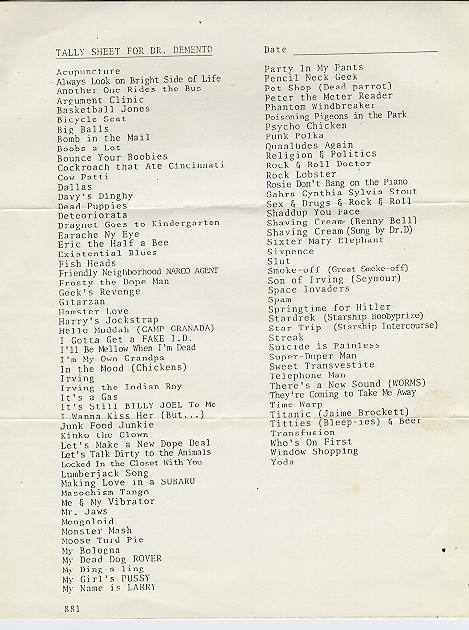 TALLY SHEET FOR DR. DEMENTO
Date
Acupuncture
Always Look on Bright Side of Life
Another One Rides the Bus
Argument Clinic
Basketball Jones
Bicycle Seat
Big Balls
Bomb in the Mail
Boobs a Lot
Bounce Your Boobies
Cockroach that Ate Cincinnati
Cow Patti
Dallas
Davy's Dinghy
Dead Puppies
Deteriorata
Dragnet Goes to Kindergarten
Earache My Eye
Eric the Half a Bee
Existential Blues
Fish Heads
Friendly Neighborhood NARCO AGENT
Frosty the Dope Man
Geek's Revenge
Gitarzan
Hamster Love
Harry's Jockstrap
Hello Muddah (CAMP GRANADA)
I Gotta Get a FAKE I.D.
I'll Be Mellow When I'm Dead
I'm My Own Grandpa
In the Mood (Chickens)
Irving
Irving the Indian Boy
It's a Gas
It's Still BILLY JOEL To Me
I Wanna Kiss Her (But...)
Junk Food Junkie
Kinko the Clown
Let's Make a New Dope Deal
Let's Talk Dirty to the Animals
Locked In the Closet With You
Lumberjack Song
Making Love in a SUBARU
Masochism Tango
Me & My Vibrator
Mr. Jaws
Mongoloid
Monster Mash
Moose Turd Pie
My Bologna
My Dead Dog ROVER
My Ding a ling
My Girl's PUSSY
My Name is LARRY
881
Party In My Pants
Pencil Neck Geek
Pet Shop (Dead parrot)
Peter the Meter Reader
Phantom Windbreaker
Poisoning Pigeons in the Park
Psycho Chicken
Punk Polka
Quaaludes Again
Religion & Politics
Rock & Roll Doctor
Rock Lobster
Rosie Don't Bang on the Piano
Sahra Cynthia Sylvia Stout
Sex & Drugs & Rock & Roll
Shaddup You Face
Shaving Cream (Benny Bell)
Shaving Cream (Sung by Dr.D)
Sixter Mary Elephant
Sixpence
Slut
Smoke-off (Great Smoke-off)
Son of Irving (Seymour)
Space Invaders
Spam
Springtime for Hitler
Stardrek (Starship Boobyprize)
Star Trip (Starship Intercourse)
Streak
Suicide is Painless
Super-Duper Man
Sweet Transvestite
Telephone Man
There's a New Sound (WORMS)
They're Coming to Take Me Away
Time Warp
Titanic (Jaime Brockett)
Titties (Bleep-ies) & Beer
Transfusion
Who's On First
Window Shopping
Yoda